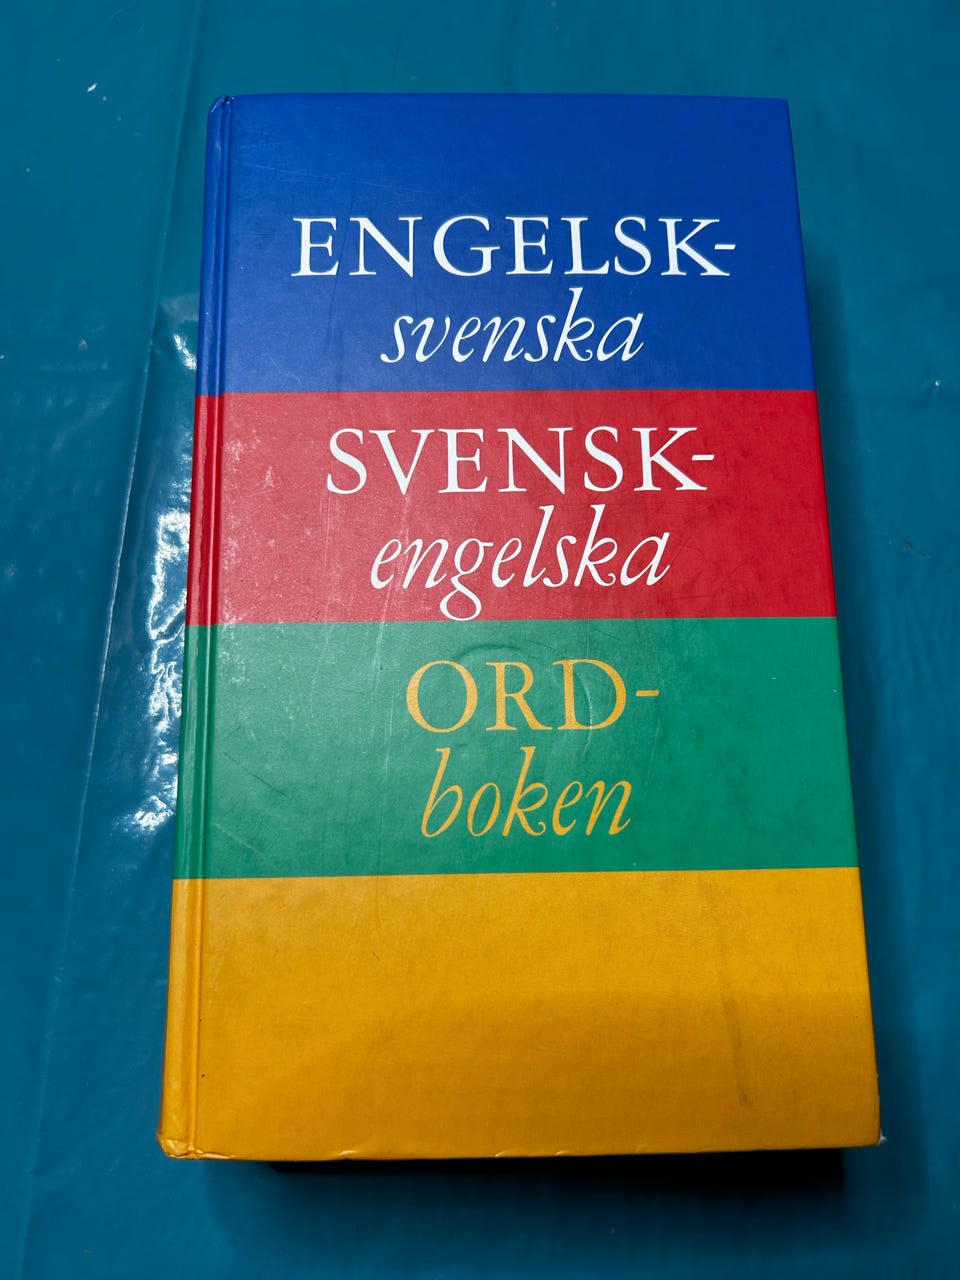 ENGELSK-
svenska
SVENSK-
engelska
ORD-
boken